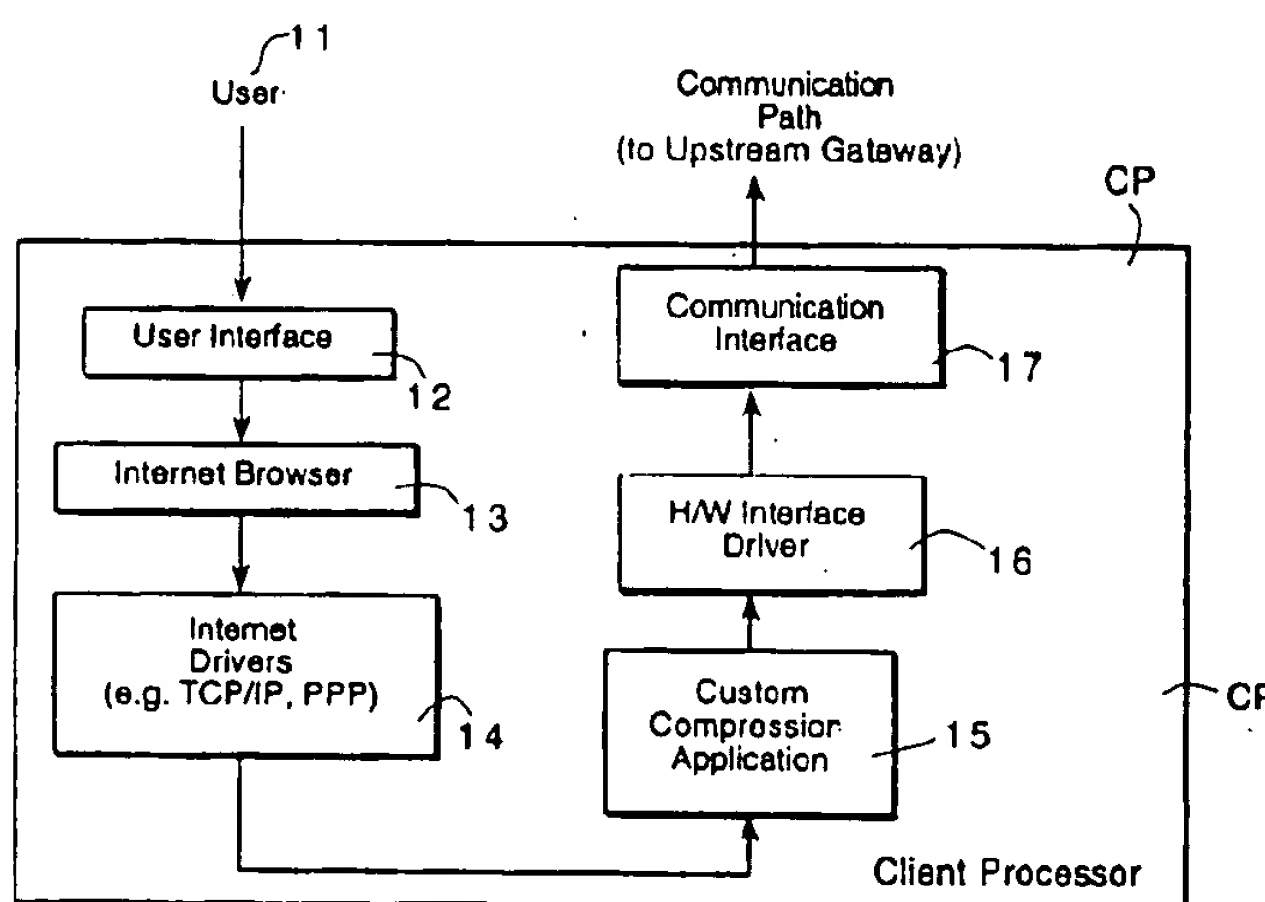 11
User
Communication
Path
(to Upstream Gateway)
CP
User Interface
12
Internet Browser
13
Internet
Drivers
(e.g. TCP/IP, PPP)
14
Communication
Interface
17
H/W Interface
Driver
16
Custom
Compression
Application
15
CP
Client Processor